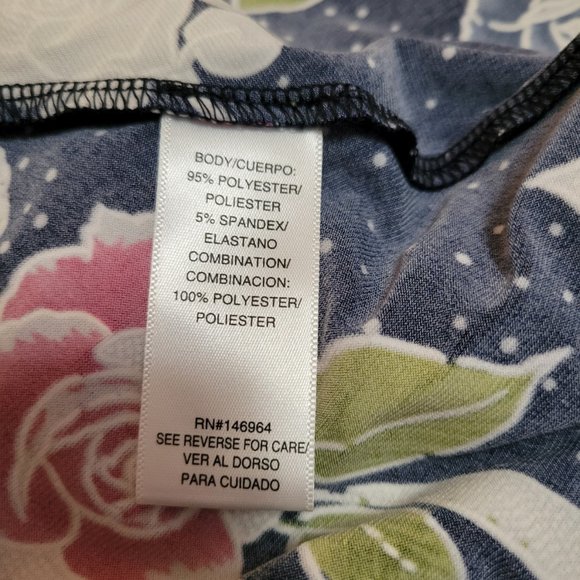 BODY/CUERPO:
95% POLYESTER/
POLIESTER
5% SPANDEX/
ELASTANO
COMBINATION/
COMBINACION:
100% POLYESTER/
POLIESTER
RN#146964
SEE REVERSE FOR CARE/
VER AL DORSO
PARA CUIDADO